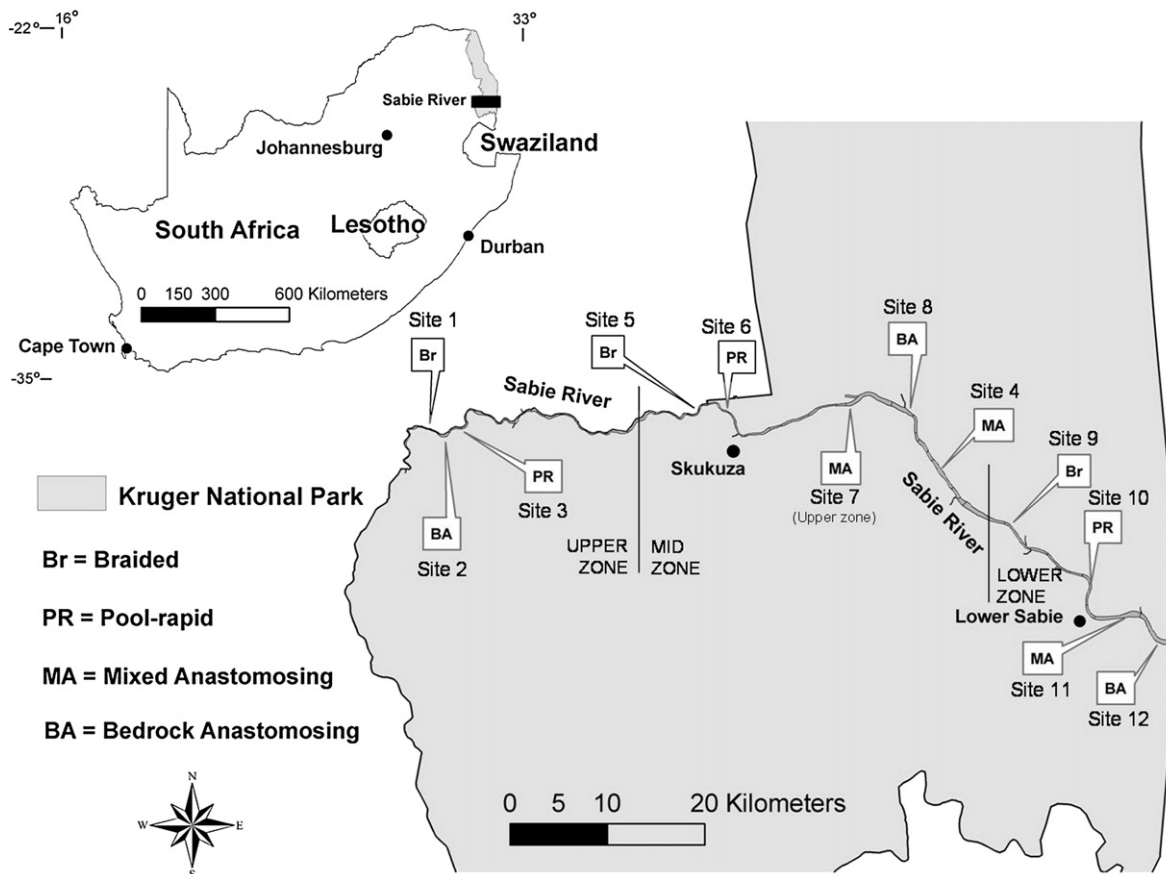 -22° 16°
33°
Sabie River
Johannesburg
Swaziland
South Africa
Lesotho
Durban
0 150 300 600 Kilometers
Cape Town
-35°
Site 1
Br
Site 5
Br
Site 6
PR
Site 8
BA
Site 4
MA
Sabie River
Site 9
Br
Site 10
PR
Skukuza
MA
Site 7
(Upper zone)
Sabie River
PR
Site 3
BA
Site 2
UPPER
ZONE
MID
ZONE
LOWER
ZONE
Lower Sabie
MA
Site 11
BA
Site 12
Kruger National Park
Br = Braided
PR = Pool-rapid
MA = Mixed Anastomosing
BA = Bedrock Anastomosing
N
W E
S
0 5 10 20 Kilometers